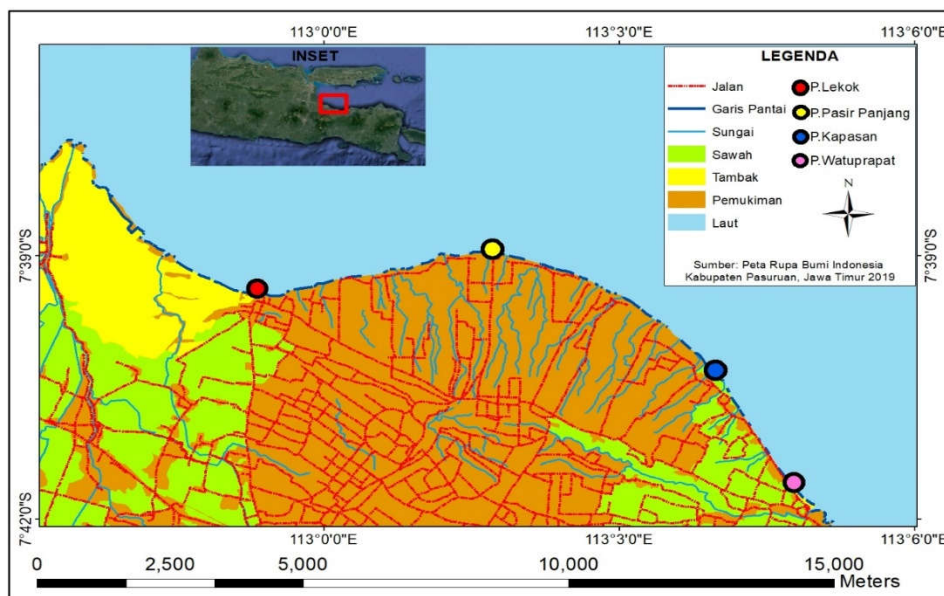 113°0'0"E
113°3'0"E
113°6'0"E
INSET
LEGENDA
Jalan
Garis Pantai
Sungai
Sawah
Tambak
Pemukiman
Laut
P.Lekok
P.Pasir Panjang
P.Kapasan
P.Watuprapat
N
Sumber: Peta Rupa Bumi Indonesia
Kabupaten Pasuruan, Jawa Timur 2019
7°39'0"S
7°39'0"S
7°42'0"S
7°42'0"S
113°0'0"E
113°3'0"E
113°6'0"E
0 2,500 5,000 10,000 15,000
Meters